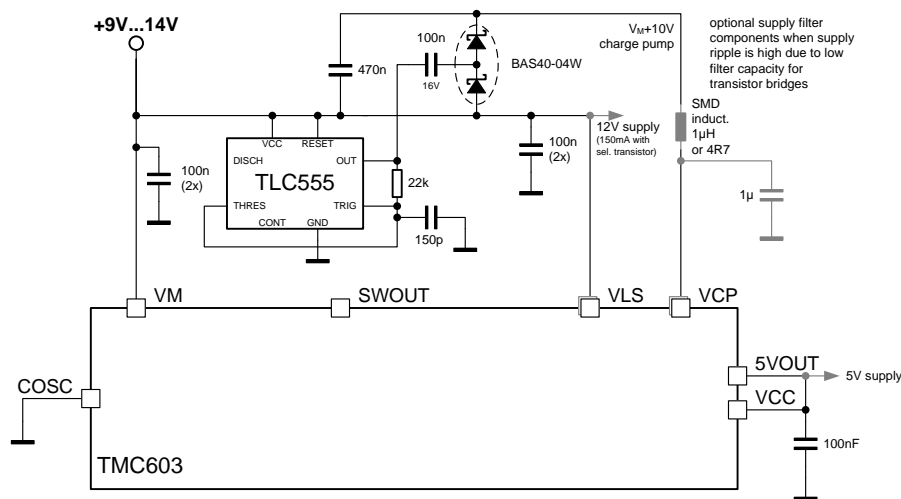 +9V...14V
470n
100n
16V
BAS40-04W
V_M+10V
charge pump
optional supply filter
components when supply
ripple is high due to low
filter capacity for
transistor bridges
SMD
induct.
1µH
or 4R7
12V supply
(150mA with
sel. transistor)
100n
(2x)
1µ
100n
(2x)
VCC
RESET
DISCH
OUT
TLC555
THRES
TRIG
CONT
GND
22k
150p
VM
SWOUT
VLS
VCP
COSC
5VOUT
5V supply
VCC
100nF
TMC603